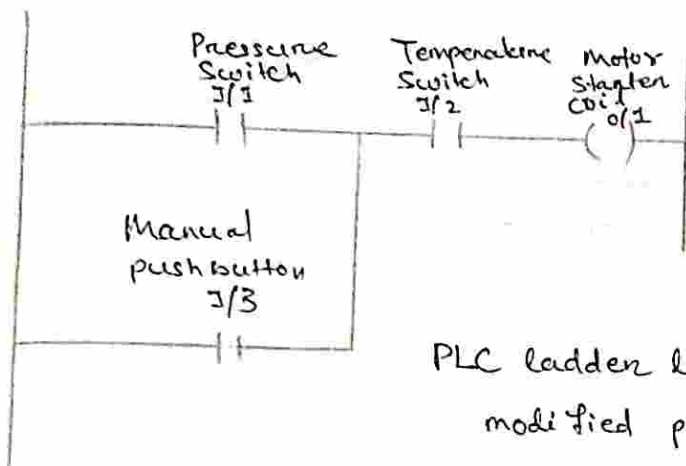 Pressure
Switch
I/1
Temperature
Switch
I/2
Motor
Starter
Coil
O/1
Manual
pushbutton
I/3
PLC ladder l
modified p